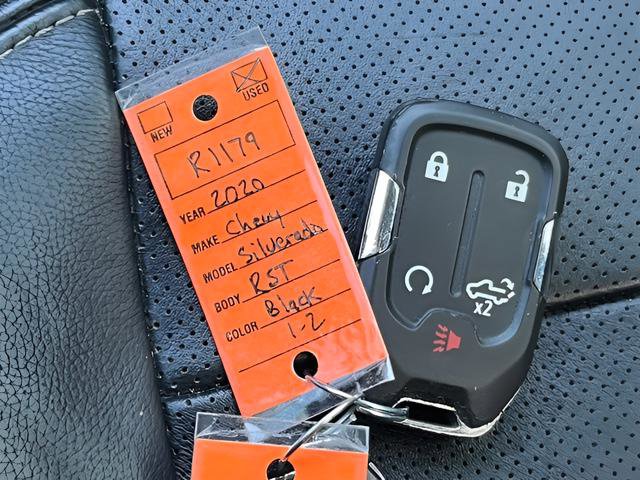 NEW USED
R1179
YEAR 2020
MAKE Chevy
MODEL Silverado
BODY RST
COLOR Black
1-2
x2